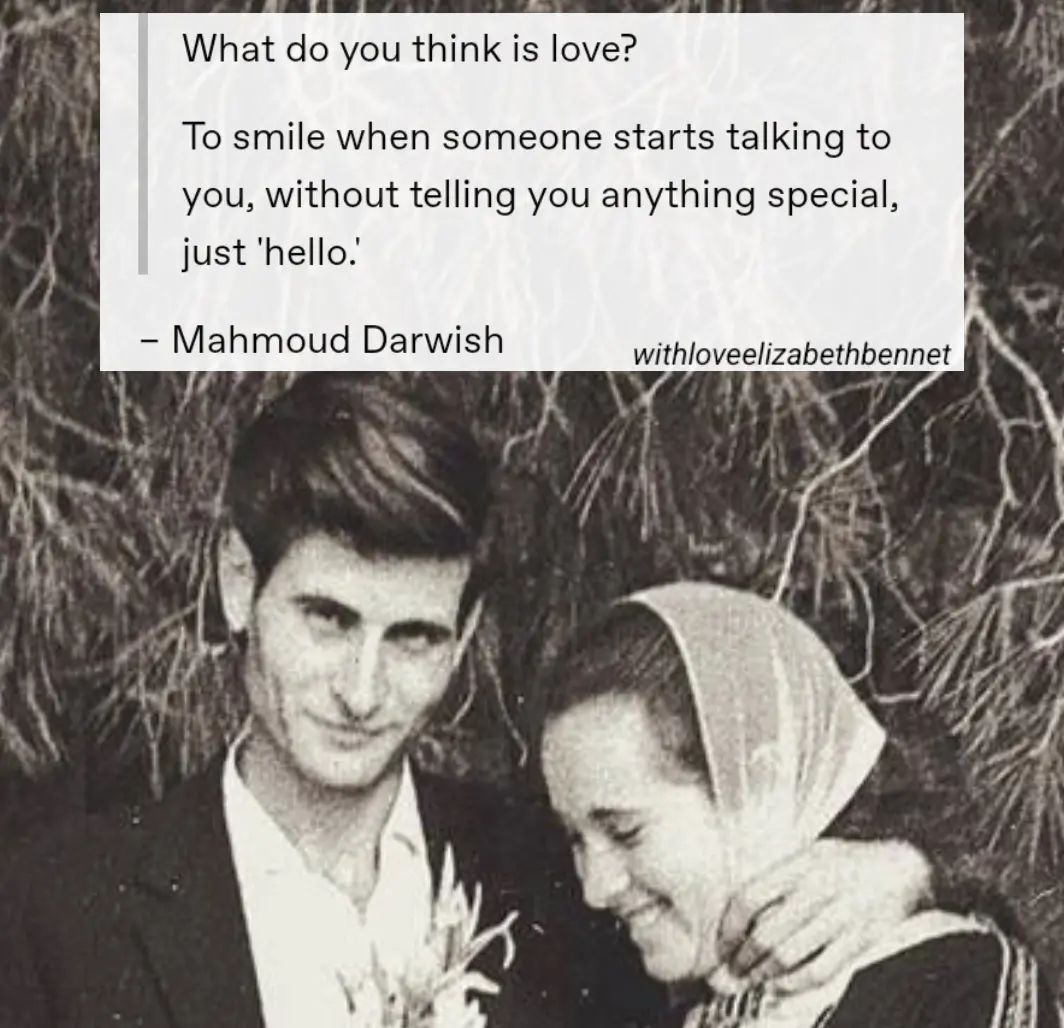 What do you think is love?
To smile when someone starts talking to
you, without telling you anything special,
just 'hello.'
– Mahmoud Darwish
withloveelizabethbennet